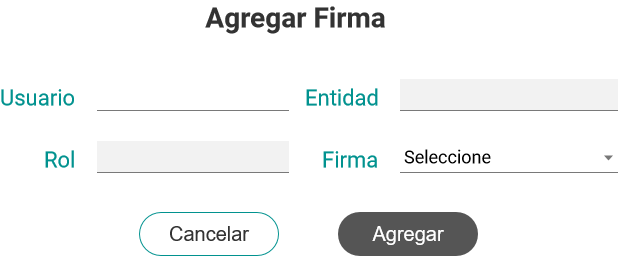 Agregar Firma
Usuario Entidad
Rol Firma Seleccione
Cancelar Agregar